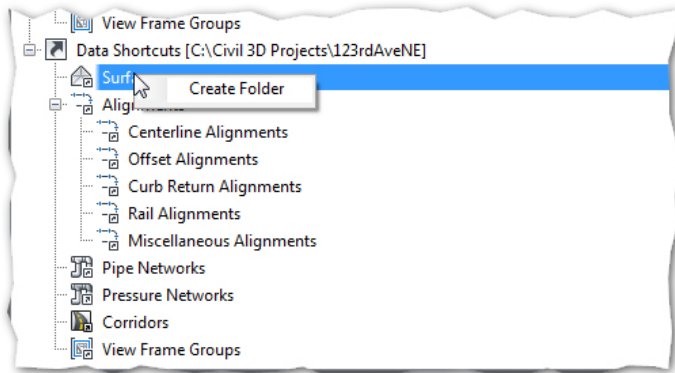 View Frame Groups
Data Shortcuts [C:\Civil 3D Projects\123rdAveNE]
Create Folder
Centerline Alignments
Offset Alignments
Curb Return Alignments
Rail Alignments
Miscellaneous Alignments
Pipe Networks
Pressure Networks
Corridors
View Frame Groups